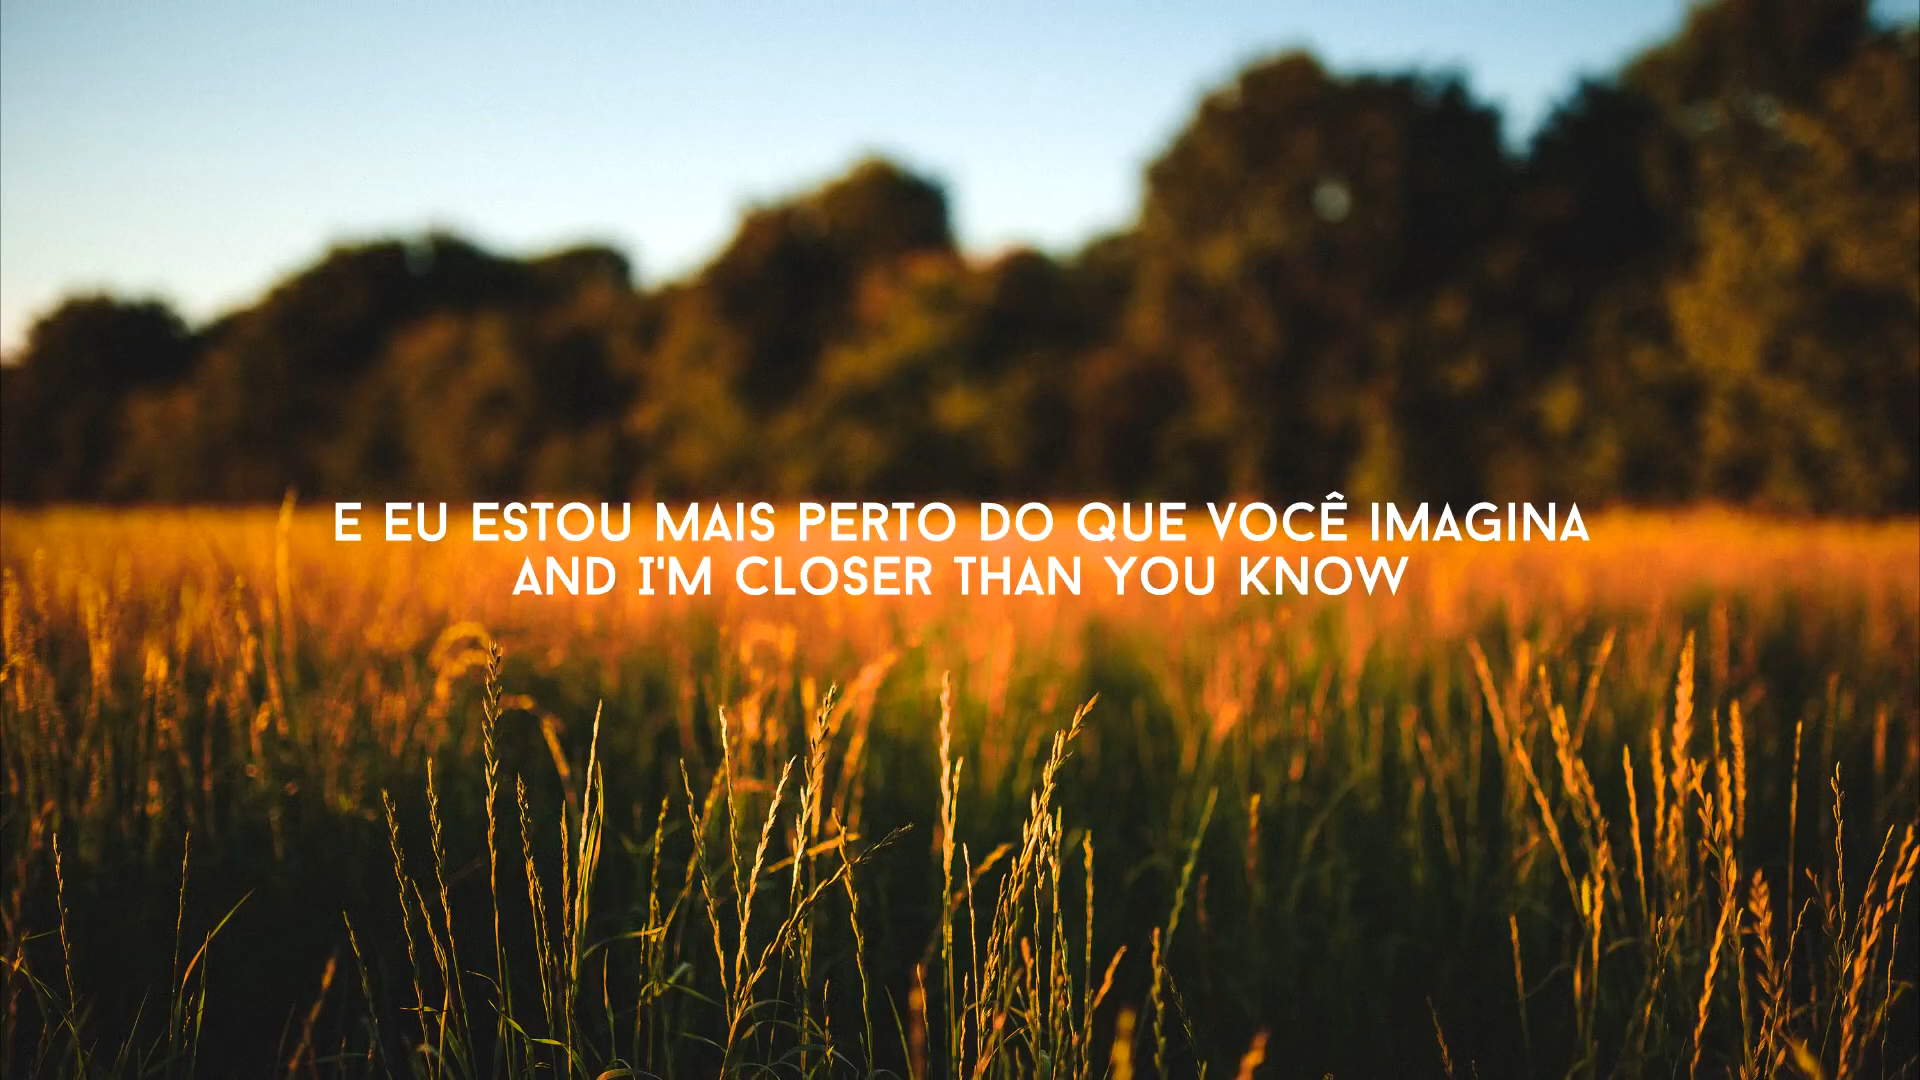 E EU ESTOU MAIS PERTO DO QUE VOCÊ IMAGINA
AND I'M CLOSER THAN YOU KNOW